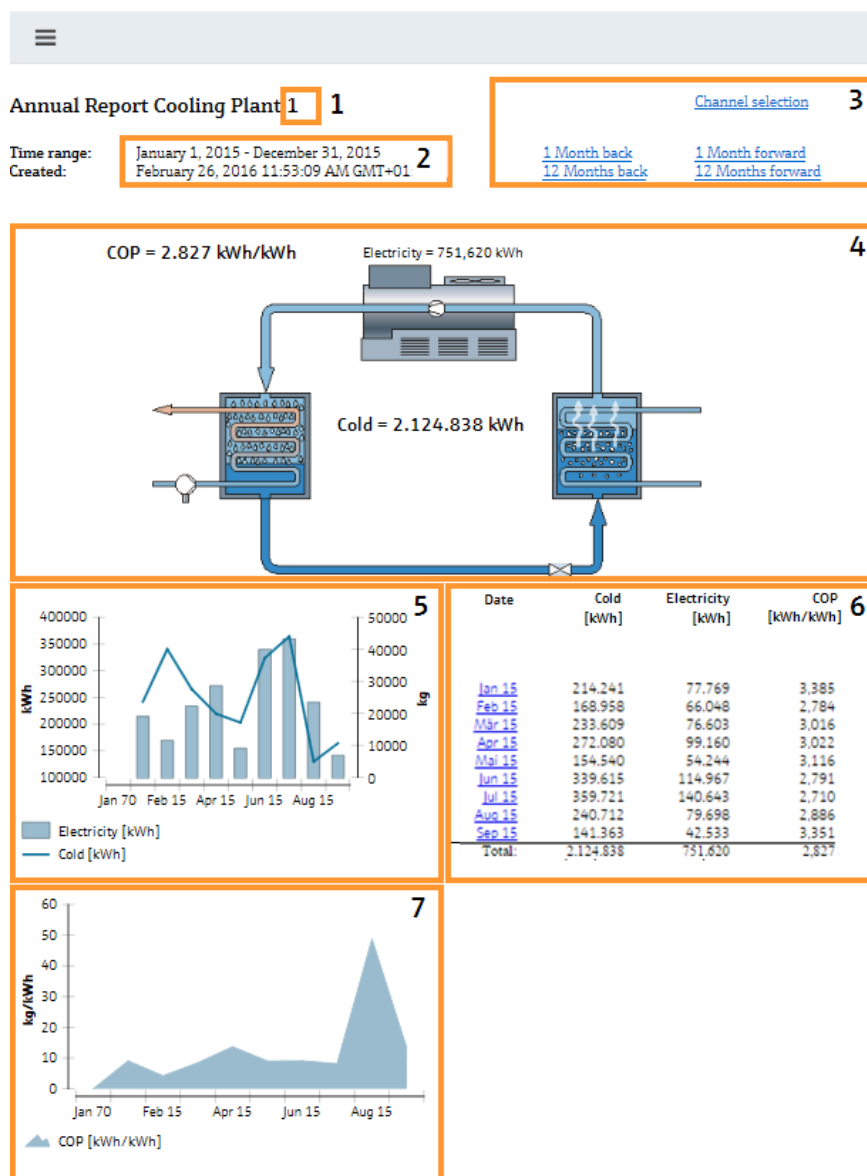 Annual Report Cooling Plant 1 1
Channel selection 3
Time range: January 1, 2015 - December 31, 2015 2
1 Month back 1 Month forward
Created: February 26, 2016 11:53:09 AM GMT+01
12 Months back 12 Months forward
4
COP = 2.827 kWh/kWh
Electricity = 751,620 kWh
Cold = 2.124.838 kWh
5
400000
350000
300000
250000
200000
150000
100000
kWh
50000
40000
30000
20000
10000
0
kg
Jan 70 Feb 15 Apr 15 Jun 15 Aug 15
Electricity [kWh]
Cold [kWh]
6
Date Cold Electricity COP
[kWh] [kWh] [kWh/kWh]
Jan 15 214.241 77.769 3,385
Feb 15 168.958 66.048 2,784
Mär 15 233.609 76.603 3,016
Apr 15 272.080 99.160 3,022
Mai 15 154.540 54.244 3,116
Jun 15 339.615 114.967 2,791
Jul 15 359.721 140.643 2,710
Aug 15 240.712 79.698 2,886
Sep 15 141.363 42.533 3,351
Total: 2.124.838 751,620 2,827
7
60
50
40
30
20
10
0
kg/kWh
Jan 70 Feb 15 Apr 15 Jun 15 Aug 15
COP [kWh/kWh]